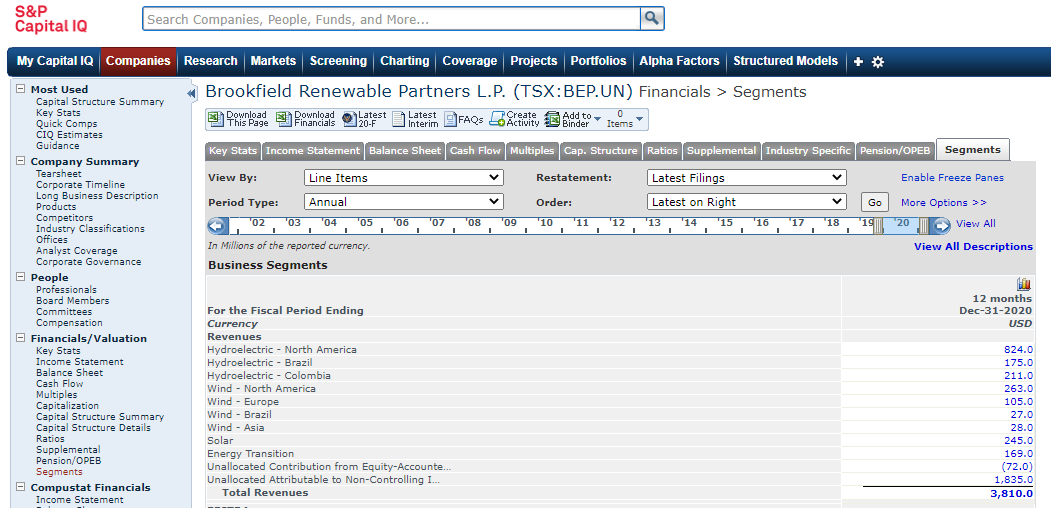 S&P
Capital IQ
Search Companies, People, Funds, and More...
My Capital IQ Companies Research Markets Screening Charting Coverage Projects Portfolios Alpha Factors Structured Models
Most Used
Capital Structure Summary
Key Stats
Quick Comps
CIQ Estimates
Guidance
Company Summary
Tearsheet
Corporate Timeline
Long Business Description
Products
Competitors
Industry Classifications
Offices
Analyst Coverage
Corporate Governance
People
Professionals
Board Members
Committees
Compensation
Financials/Valuation
Key Stats
Income Statement
Balance Sheet
Cash Flow
Multiples
Capitalization
Capital Structure Summary
Capital Structure Details
Ratios
Supplemental
Pension/OPEB
Segments
Compustat Financials
Income Statement
Brookfield Renewable Partners L.P. (TSX:BEP.UN) Financials > Segments
Download This Page
Download Financials
Latest 20-F
Latest Interim
FAQs
Create Activity
Add to Binder
0 Items
Key Stats Income Statement Balance Sheet Cash Flow Multiples Cap. Structure Ratios Supplemental Industry Specific Pension/OPEB Segments
View By: Line Items Restatement: Latest Filings Enable Freeze Panes
Period Type: Annual Order: Latest on Right Go More Options >>
'02 '03 '04 '05 '06 '07 '08 '09 '10 '11 '12 '13 '14 '15 '16 '17 '18 '19 '20 View All
In Millions of the reported currency. View All Descriptions
Business Segments
12 months
For the Fiscal Period Ending Dec-31-2020
Currency USD
Revenues
Hydroelectric - North America 824.0
Hydroelectric - Brazil 175.0
Hydroelectric - Colombia 211.0
Wind - North America 263.0
Wind - Europe 105.0
Wind - Brazil 27.0
Wind - Asia 28.0
Solar 245.0
Energy Transition 169.0
Unallocated Contribution from Equity-Accounte... (72.0)
Unallocated Attributable to Non-Controlling I... 1,835.0
Total Revenues 3,810.0